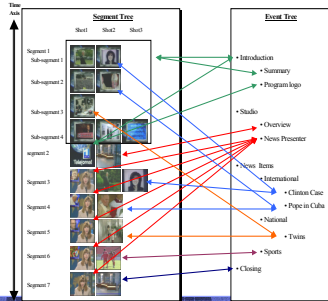 Time
Axis
Segment Tree
Event Tree
Shot1 Shot2 Shot3
Segment 1
Sub-segment 1
Sub-segment 2
Sub-segment 3
Sub-segment 4
segment 2
Segment 3
Segment 4
Segment 5
Segment 6
Segment 7
• Introduction
• Summary
• Program logo
• Studio
• Overview
• News Presenter
• News Items
• International
• Clinton Case
• Pope in Cuba
• National
• Twins
• Sports
• Closing